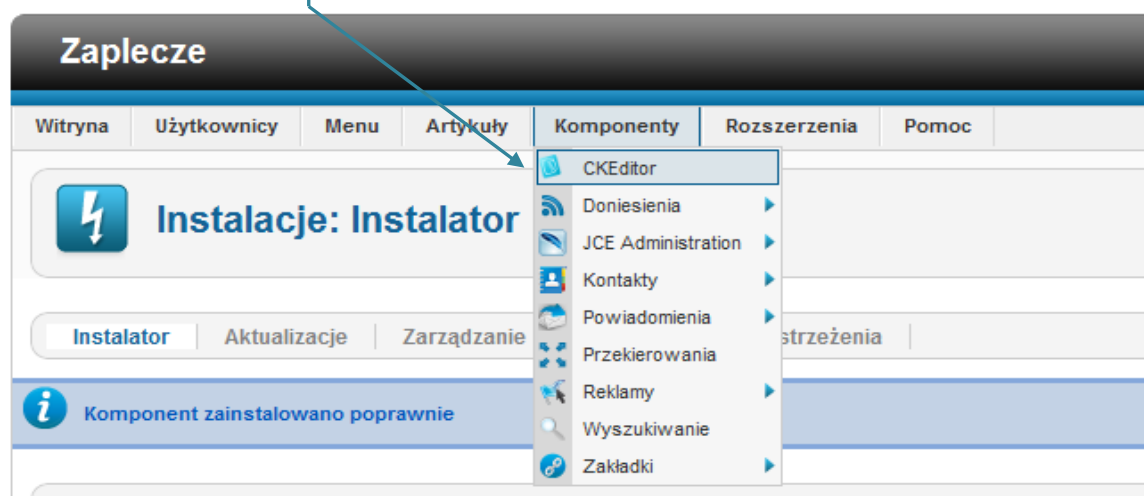 Zaplecze
Witryna Użytkownicy Menu Artykuły Komponenty Rozszerzenia Pomoc
CKEditor
Doniesienia
JCE Administration
Kontakty
Powiadomienia
Przekierowania
Reklamy
Wyszukiwanie
Zakładki
Instalacje: Instalator
Instalator Aktualizacje Zarządzanie strzeżenia
Komponent zainstalowano poprawnie